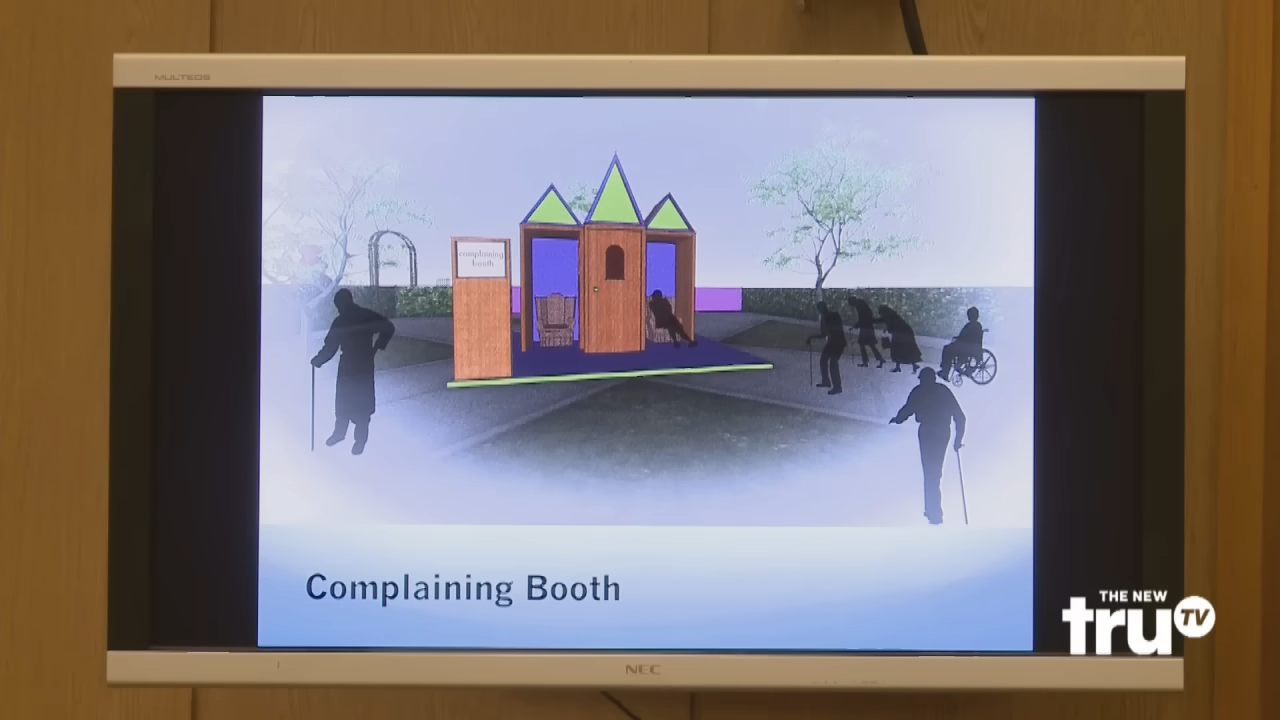 MULTEOS
complaining
booth
Complaining Booth
THE NEW
truTV
NEC